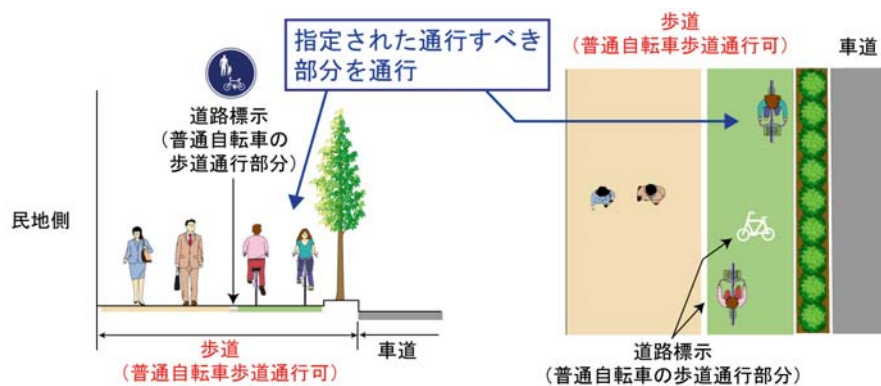 指定された通行すべき
部分を通行
道路標示
(普通自転車の
歩道通行部分)
民地側
歩道
(普通自転車歩道通行可)
車道
歩道
(普通自転車歩道通行可)
車道
道路標示
(普通自転車の歩道通行部分)